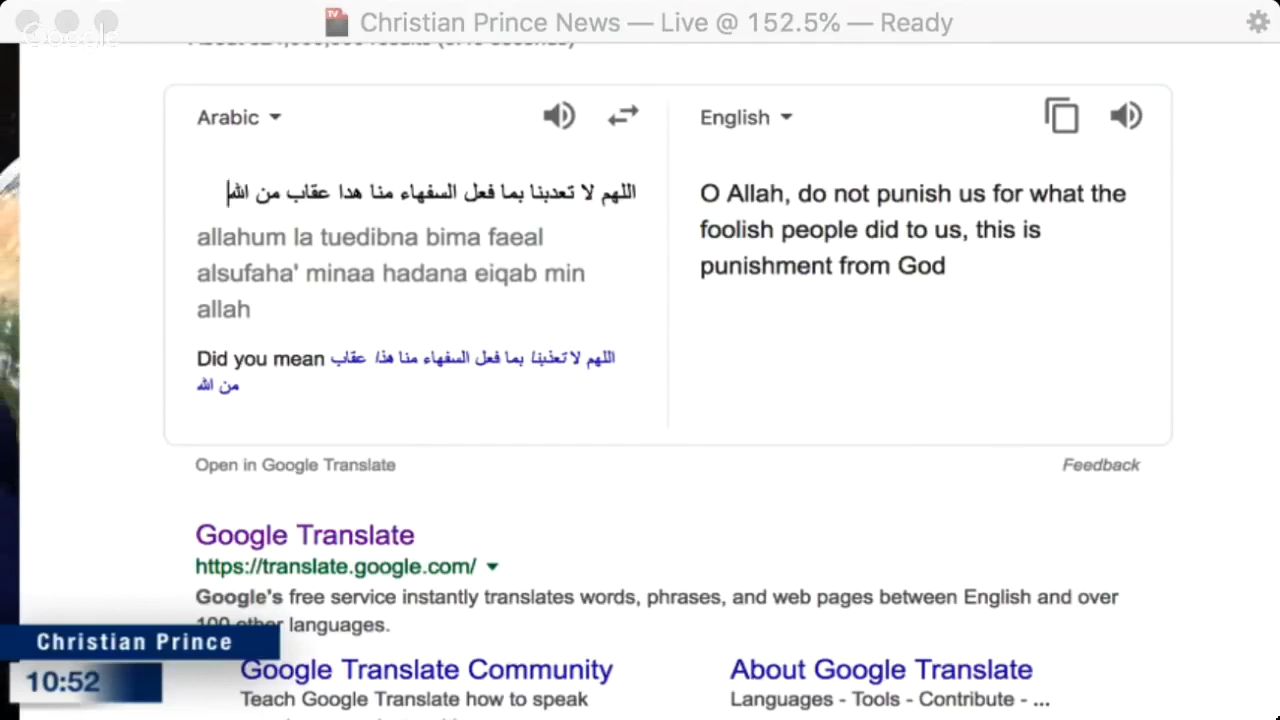 Christian Prince News — Live @ 152.5% — Ready
Google
Arabic
English
اللهم لا تعدبنا بما فعل السفهاء منا هدا عقاب من الله
allahum la tuedibna bima faeal
alsufaha' minaa hadana eiqab min
allah
Did you mean اللهم لا تعذبنا بما فعل السفهاء منا هذا عقاب
من الله
O Allah, do not punish us for what the
foolish people did to us, this is
punishment from God
Open in Google Translate
Feedback
Google Translate
https://translate.google.com/
Google's free service instantly translates words, phrases, and web pages between English and over
100 other languages.
Google Translate Community
Teach Google Translate how to speak
About Google Translate
Languages - Tools - Contribute - ...
Christian Prince
10:52